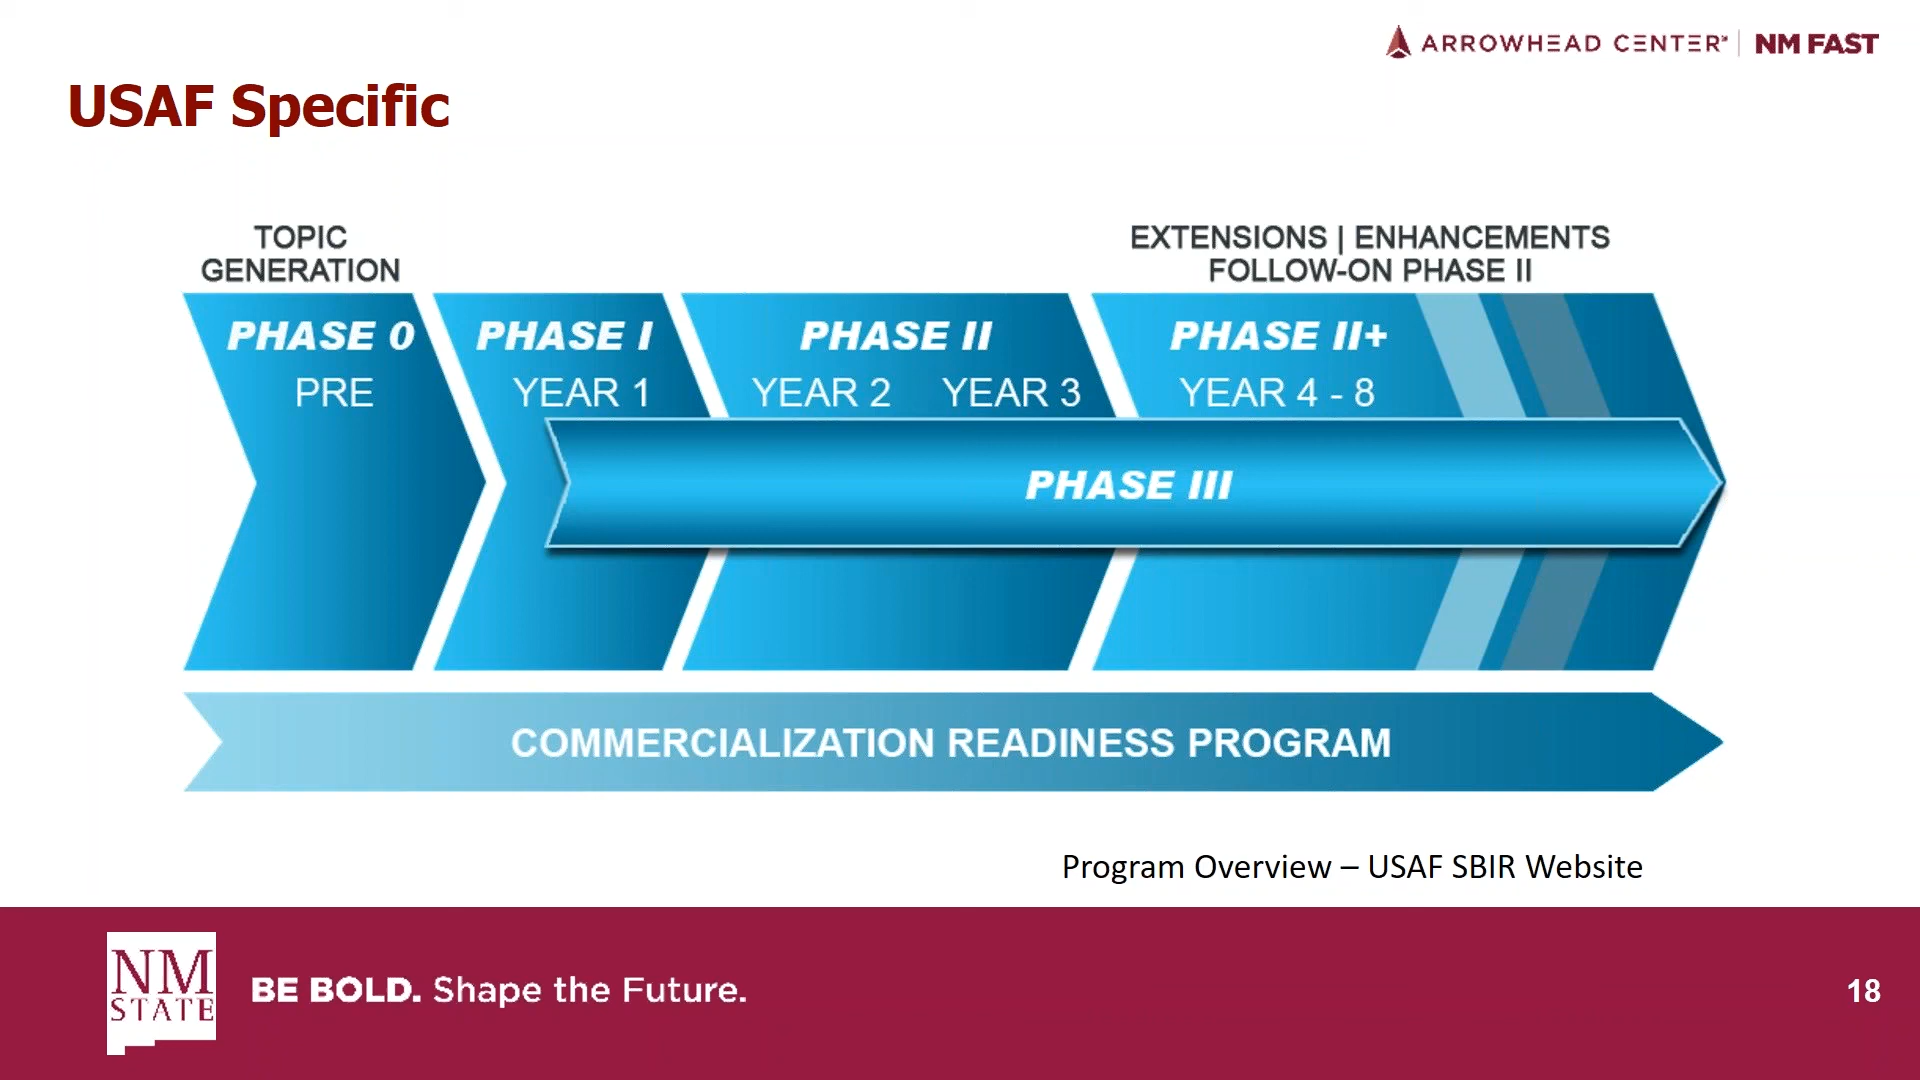 ARROWHEAD CENTER | NM FAST
USAF Specific
TOPIC
GENERATION
EXTENSIONS | ENHANCEMENTS
FOLLOW-ON PHASE II
PHASE 0
PRE
PHASE I
YEAR 1
PHASE II
YEAR 2 YEAR 3
PHASE II+
YEAR 4 - 8
PHASE III
COMMERCIALIZATION READINESS PROGRAM
Program Overview – USAF SBIR Website
NM
STATE
BE BOLD. Shape the Future.
18